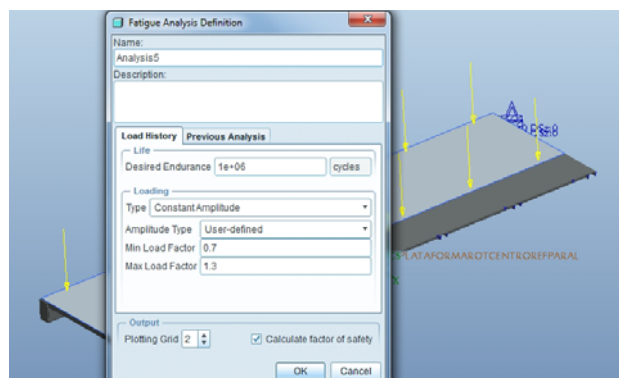 Fatigue Analysis Definition
Name:
Analysis5
Description:
Load History Previous Analysis
Life
Desired Endurance 1e+06 cycles
Loading
Type Constant Amplitude
Amplitude Type User-defined
Min Load Factor 0.7
Max Load Factor 1.3
Output
Plotting Grid 2 Calculate factor of safety
OK Cancel
PLATAFORMAROTCENTROREFPARAL
X